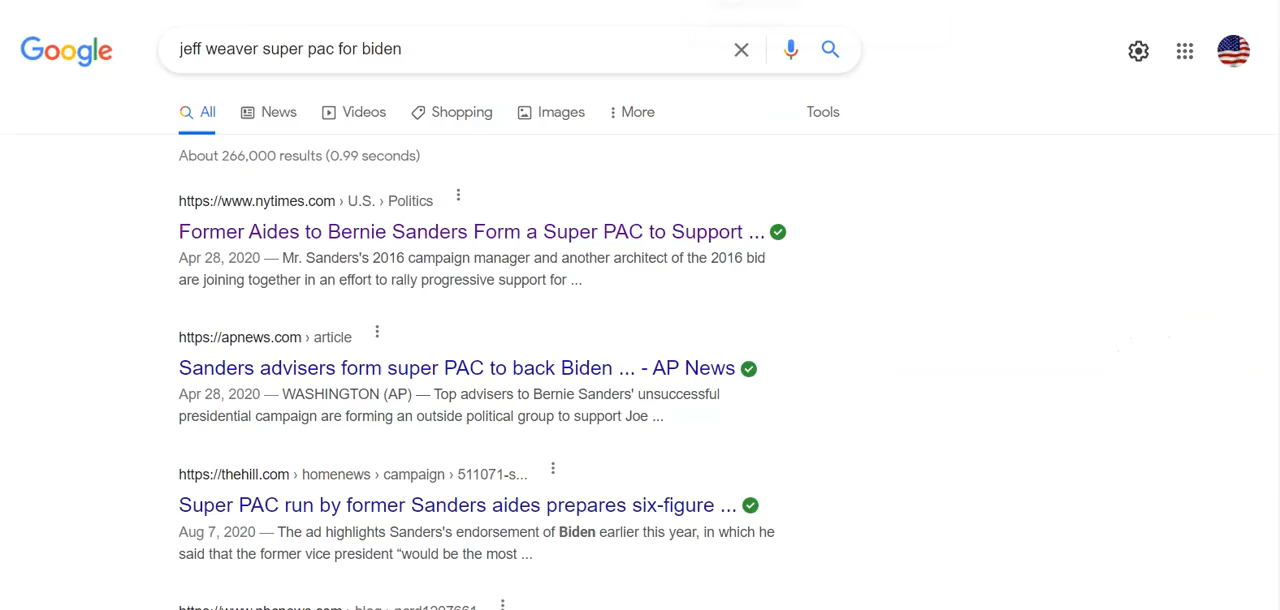 Google
jeff weaver super pac for biden
All News Videos Shopping Images More Tools
About 266,000 results (0.99 seconds)
https://www.nytimes.com › U.S. › Politics
Former Aides to Bernie Sanders Form a Super PAC to Support ...
Apr 28, 2020 — Mr. Sanders's 2016 campaign manager and another architect of the 2016 bid
are joining together in an effort to rally progressive support for ...
https://apnews.com › article
Sanders advisers form super PAC to back Biden ... - AP News
Apr 28, 2020 — WASHINGTON (AP) — Top advisers to Bernie Sanders' unsuccessful
presidential campaign are forming an outside political group to support Joe ...
https://thehill.com › homenews › campaign › 511071-s...
Super PAC run by former Sanders aides prepares six-figure ...
Aug 7, 2020 — The ad highlights Sanders's endorsement of Biden earlier this year, in which he
said that the former vice president “would be the most ...